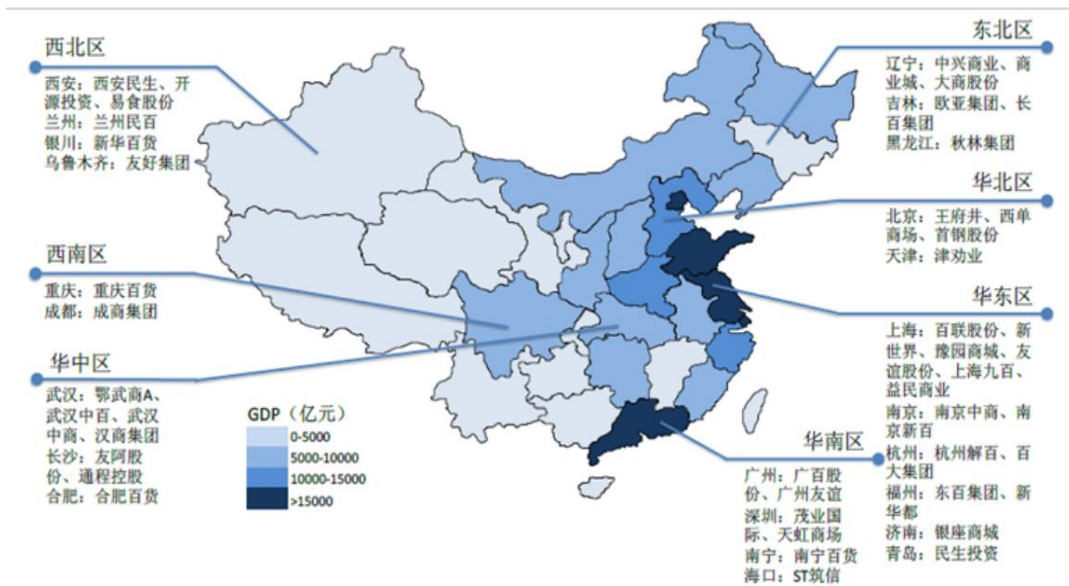 西北区
西安：西安民生、开
源投资、易食股份
兰州：兰州民百
银川：新华百货
乌鲁木齐：友好集团
西南区
重庆：重庆百货
成都：成商集团
华中区
武汉：鄂武商A、
武汉中百、武汉
中商、汉商集团
长沙：友阿股
份、通程控股
合肥：合肥百货
GDP（亿元）
0-5000
5000-10000
10000-15000
>15000
东北区
辽宁：中兴商业、商
业城、大商股份
吉林：欧亚集团、长
百集团
黑龙江：秋林集团
华北区
北京：王府井、西单
商场、首钢股份
天津：津劝业
华东区
上海：百联股份、新
世界、豫园商城、友
谊股份、上海九百、
益民商业
南京：南京中商、南
京新百
杭州：杭州解百、百
大集团
福州：东百集团、新
华都
济南：银座商城
青岛：民生投资
华南区
广州：广百股
份、广州友谊
深圳：茂业国
际、天虹商场
南宁：南宁百货
海口：ST筑信